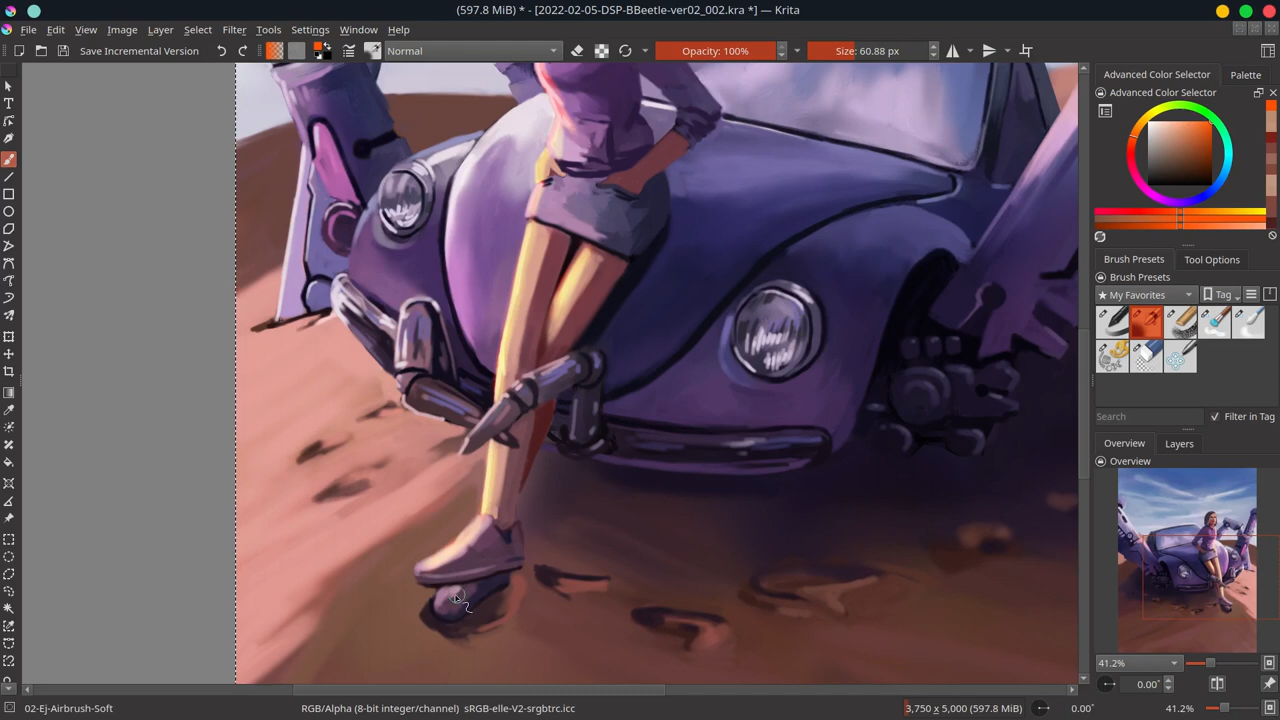 (597.8 MiB) * - [2022-02-05-DSP-BBeetle-ver02_002.kra *] — Krita
File Edit View Image Layer Select Filter Tools Settings Window Help
Save Incremental Version Normal Opacity: 100% Size: 60.88 px
Advanced Color Selector Palette
Advanced Color Selector
Brush Presets Tool Options
Brush Presets
★ My Favorites Tag
Search Filter in Tag
Overview Layers
Overview
41.2%
0.00°
02-Ej-Airbrush-Soft RGB/Alpha (8-bit integer/channel) sRGB-elle-V2-srgbtrc.icc 3,750 x 5,000 (597.8 MiB) 0.00° 41.2%